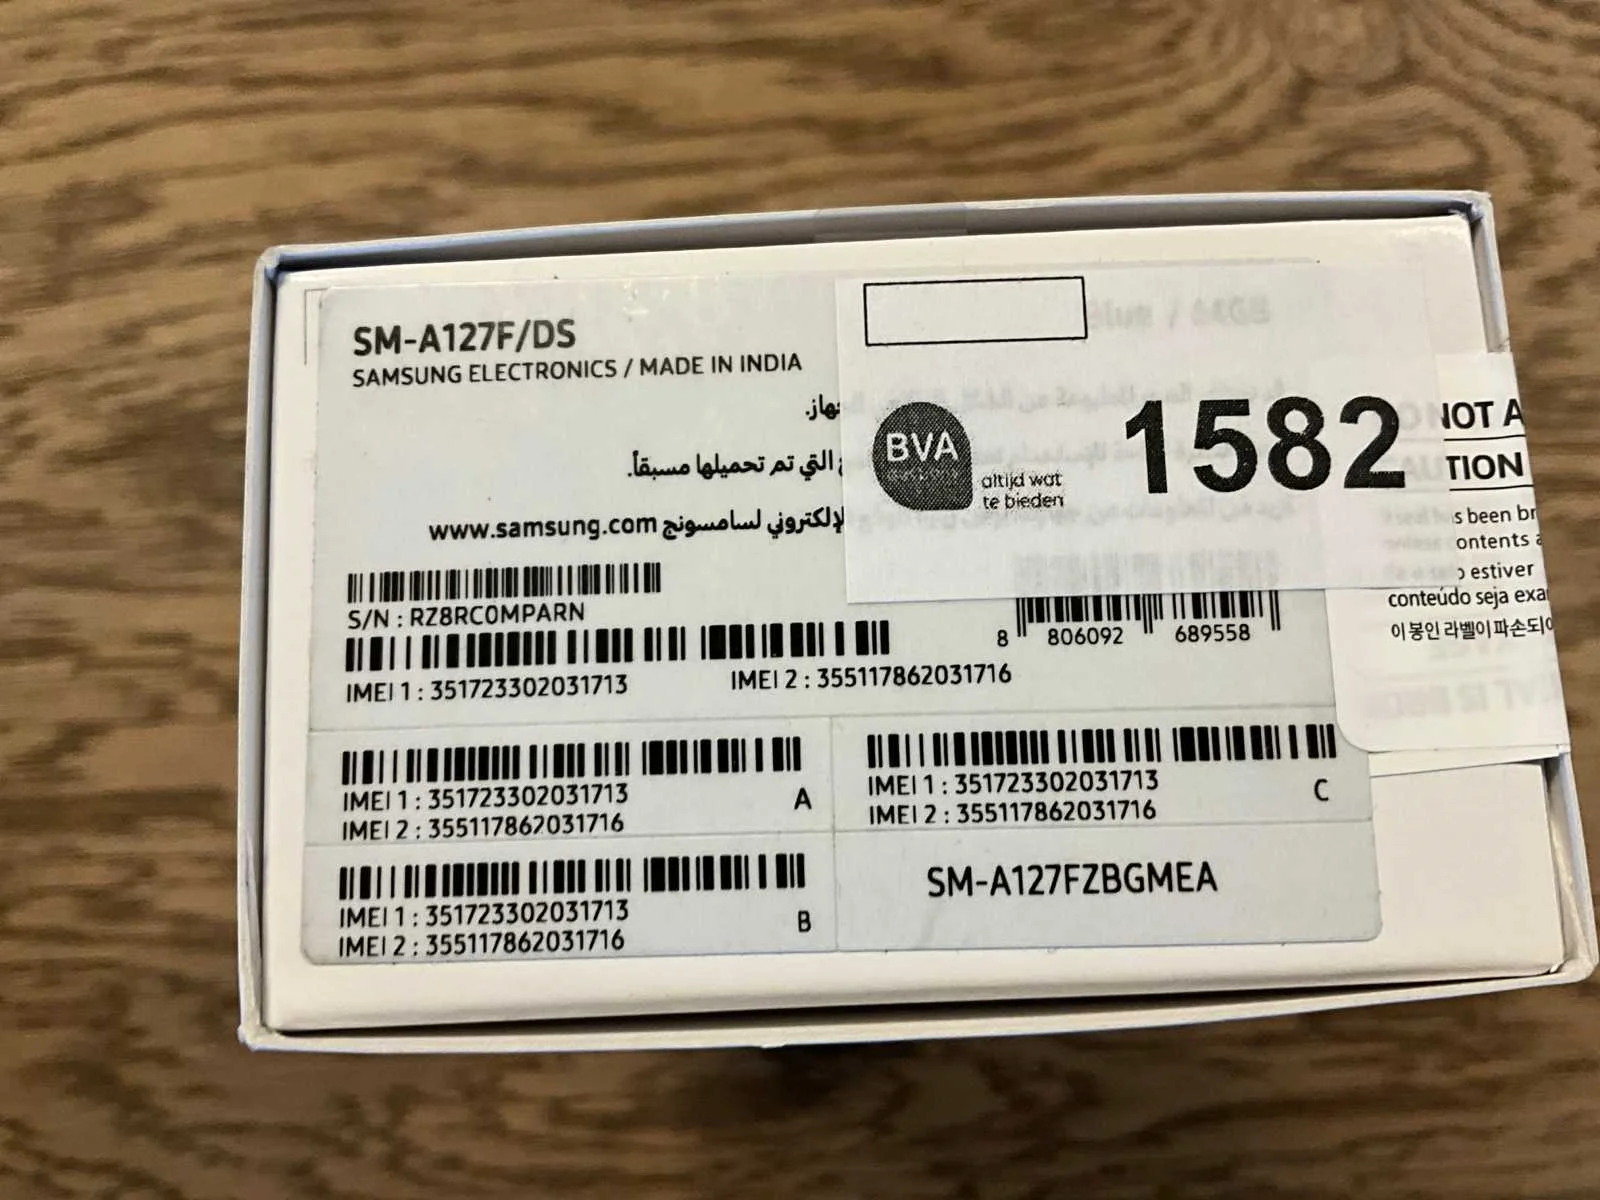 SM-A127F/DS
SAMSUNG ELECTRONICS / MADE IN INDIA
التي تم تحميلها مسبقاً.
لسامسونج www.samsung.com
BVA
altijd wat
te bieden
1582
NOT A
TION
s been br
ontents
estiver
conteúdo seja exa
이 봉인 라벨이 파손되어
S/N : RZ8RC0MPARN
8 806092 689558
IMEI 1 : 351723302031713
IMEI 2 : 355117862031716
IMEI 1 : 351723302031713
IMEI 2 : 355117862031716
A
IMEI 1 : 351723302031713
IMEI 2 : 355117862031716
C
IMEI 1 : 351723302031713
IMEI 2 : 355117862031716
B
SM-A127FZBGMEA